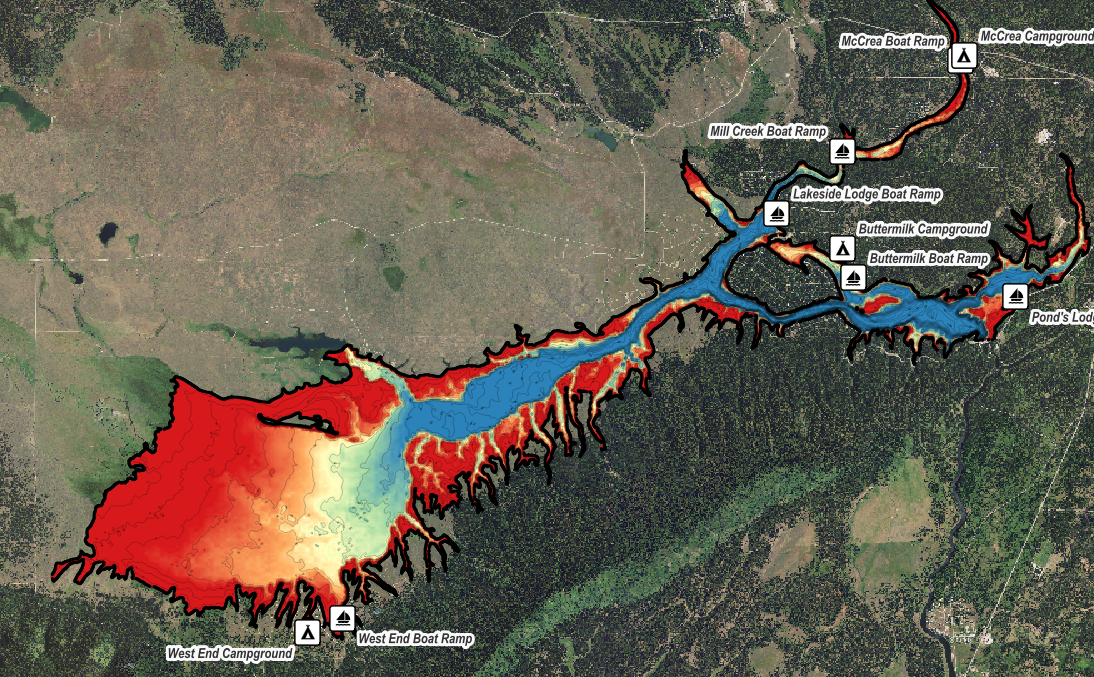 McCrea Boat Ramp
McCrea Campground
Mill Creek Boat Ramp
Lakeside Lodge Boat Ramp
Buttermilk Campground
Buttermilk Boat Ramp
Pond's Lodg
West End Boat Ramp
West End Campground